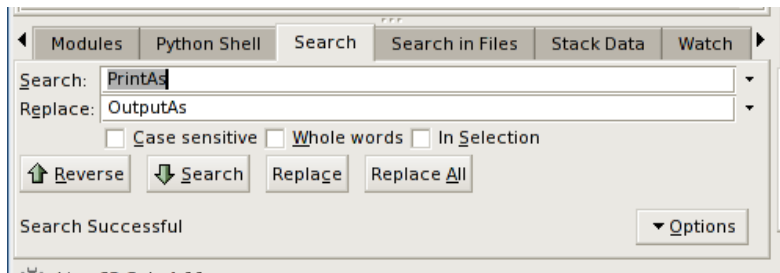 Modules Python Shell Search Search in Files Stack Data Watch
Search: PrintAs
Replace: OutputAs
Case sensitive Whole words In Selection
Reverse Search Replace Replace All
Search Successful Options